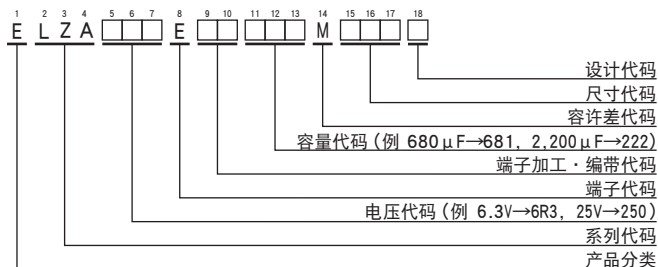 1 2 3 4 5 6 7 8 9 10 11 12 13 14 15 16 17 18
E L Z A □□□ E □□ □□□ M □□□ □
设计代码
尺寸代码
容许差代码
容量代码 (例 680μF→681, 2,200μF→222)
端子加工・编带代码
端子代码
电压代码 (例 6.3V→6R3, 25V→250)
系列代码
产品分类